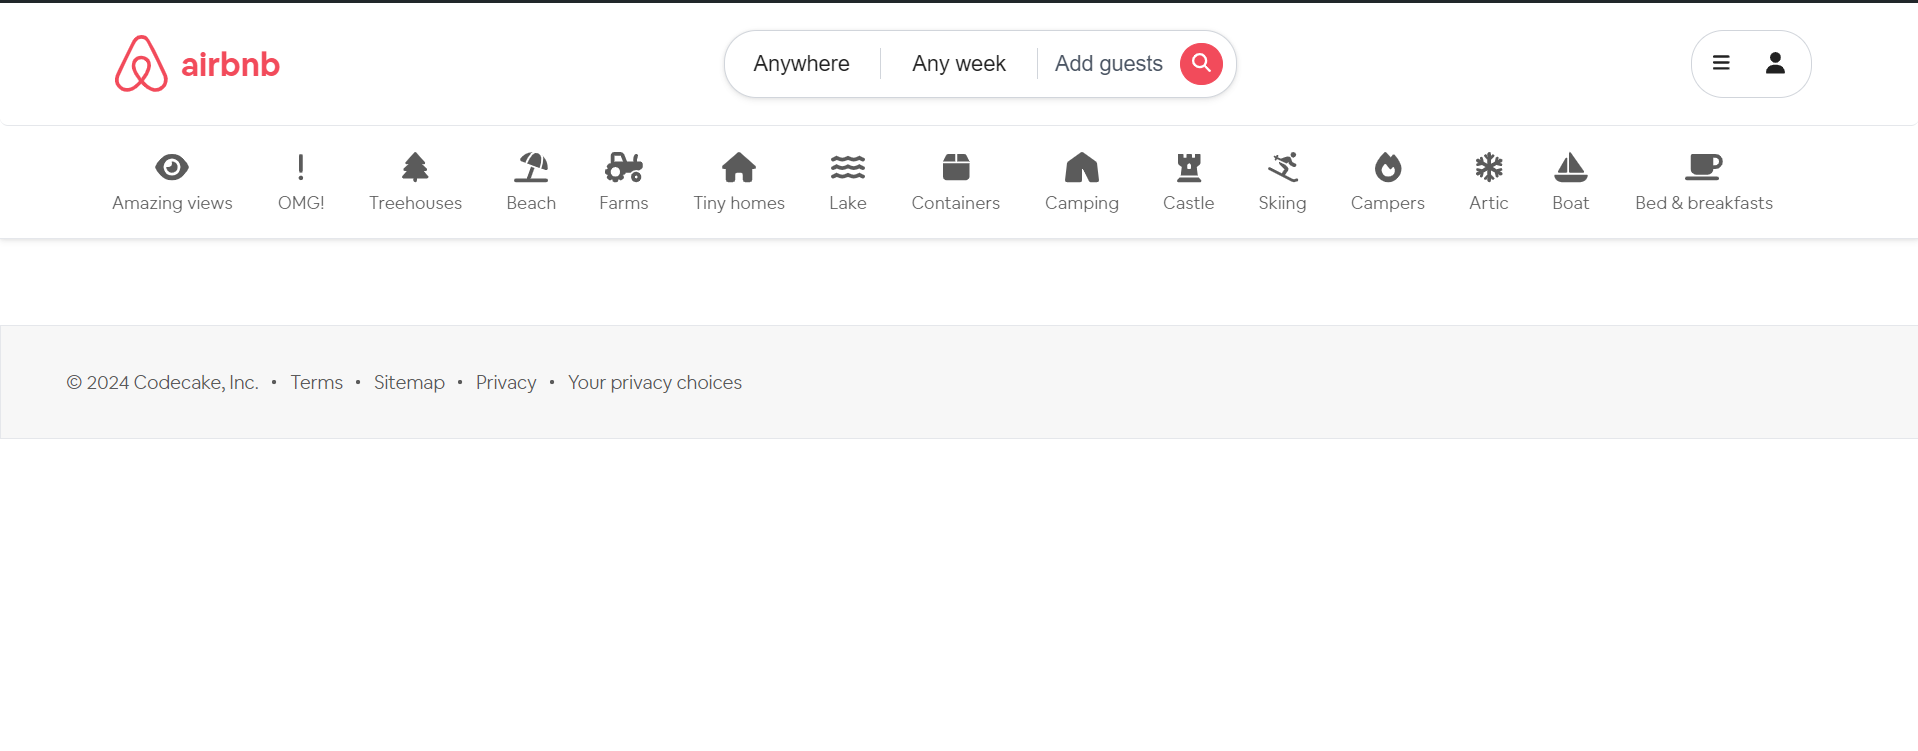 airbnb
Anywhere Any week Add guests
Amazing views OMG! Treehouses Beach Farms Tiny homes Lake Containers Camping Castle Skiing Campers Artic Boat Bed & breakfasts
© 2024 Codecake, Inc. • Terms • Sitemap • Privacy • Your privacy choices